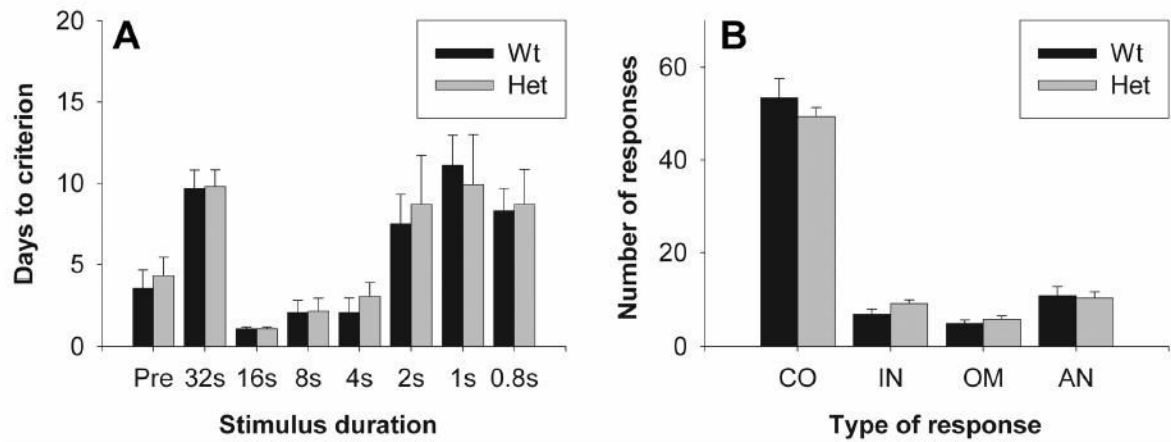 A
Wt
Het
Days to criterion
20
15
10
5
0
Pre 32s 16s 8s 4s 2s 1s 0.8s
Stimulus duration
B
Wt
Het
Number of responses
60
40
20
0
CO IN OM AN
Type of response